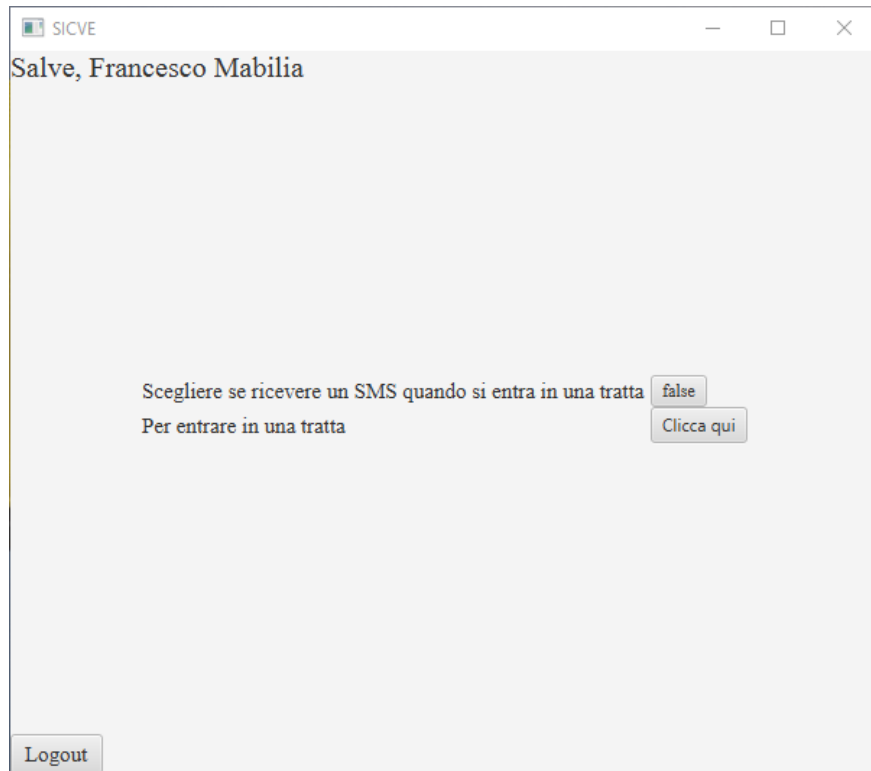 SICVE
Salve, Francesco Mabilia
Scegliere se ricevere un SMS quando si entra in una tratta false
Per entrare in una tratta Clicca qui
Logout